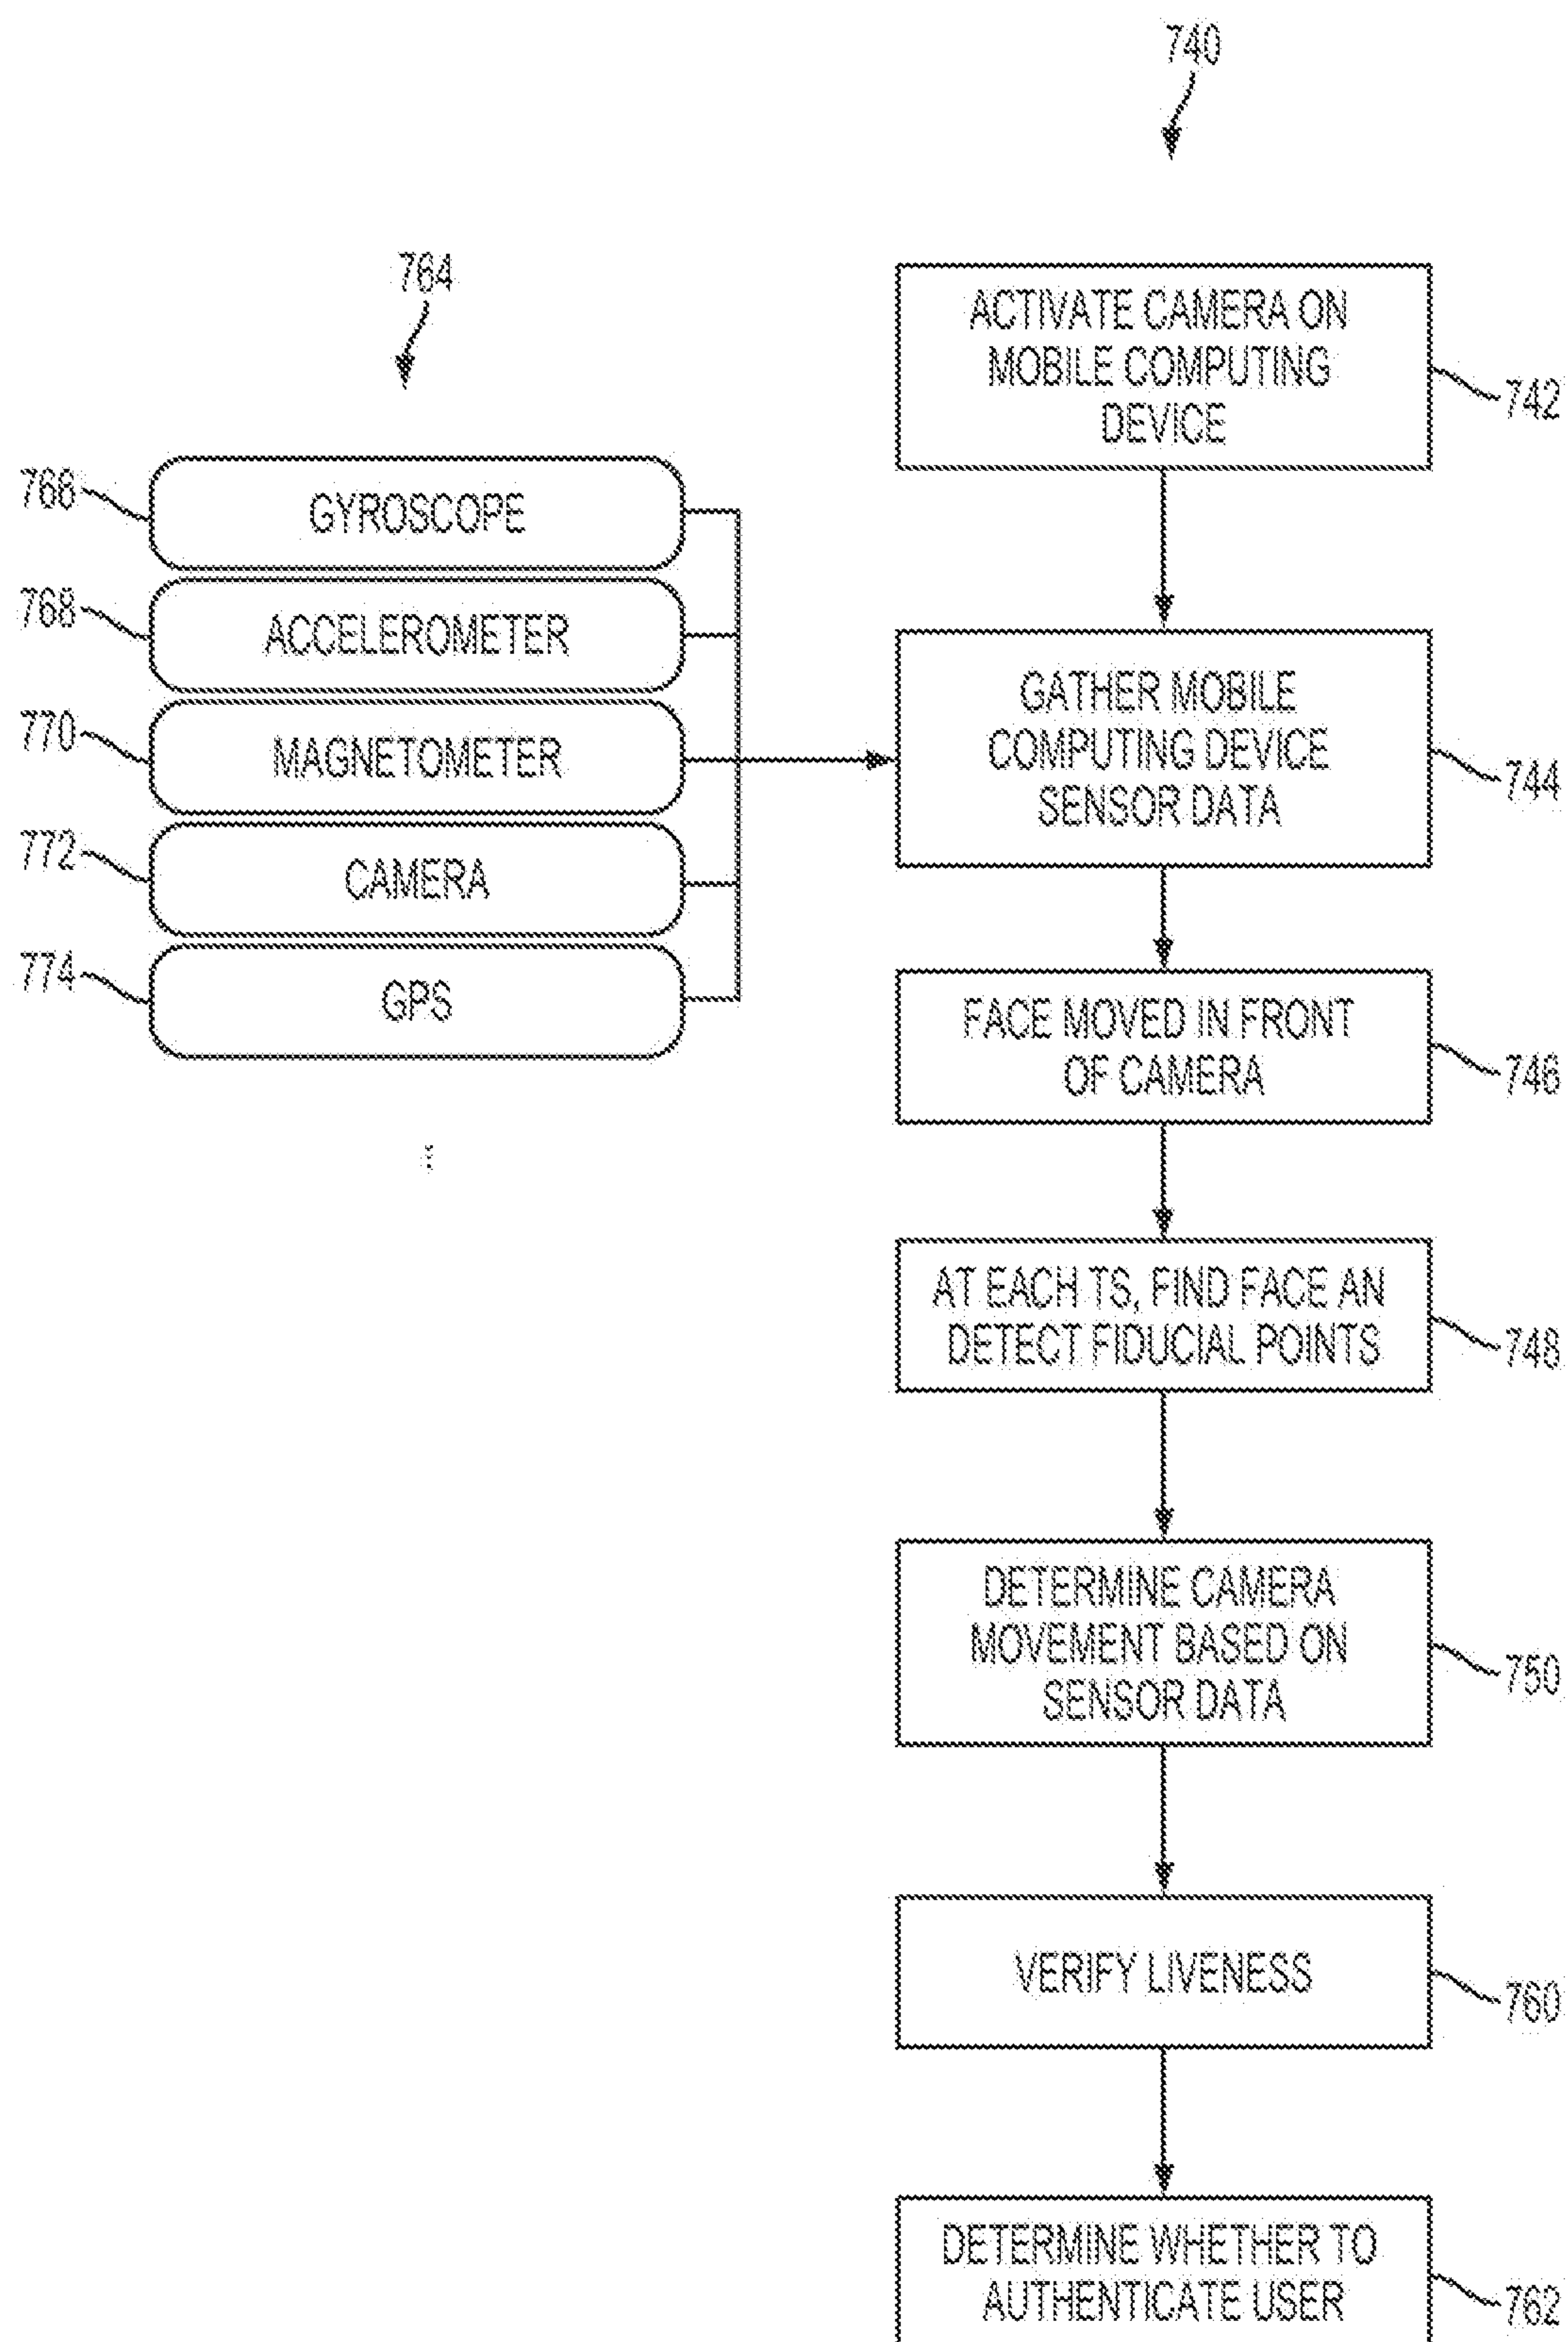 740
764
ACTIVATE CAMERA ON
MOBILE COMPUTING
DEVICE
742
768
GYROSCOPE
768
ACCELEROMETER
770
MAGNETOMETER
772
CAMERA
774
GPS
GATHER MOBILE
COMPUTING DEVICE
SENSOR DATA
744
FACE MOVED IN FRONT
OF CAMERA
746
AT EACH TS, FIND FACE AN
DETECT FIDUCIAL POINTS
748
DETERMINE CAMERA
MOVEMENT BASED ON
SENSOR DATA
750
VERIFY LIVENESS
760
DETERMINE WHETHER TO
AUTHENTICATE USER
762